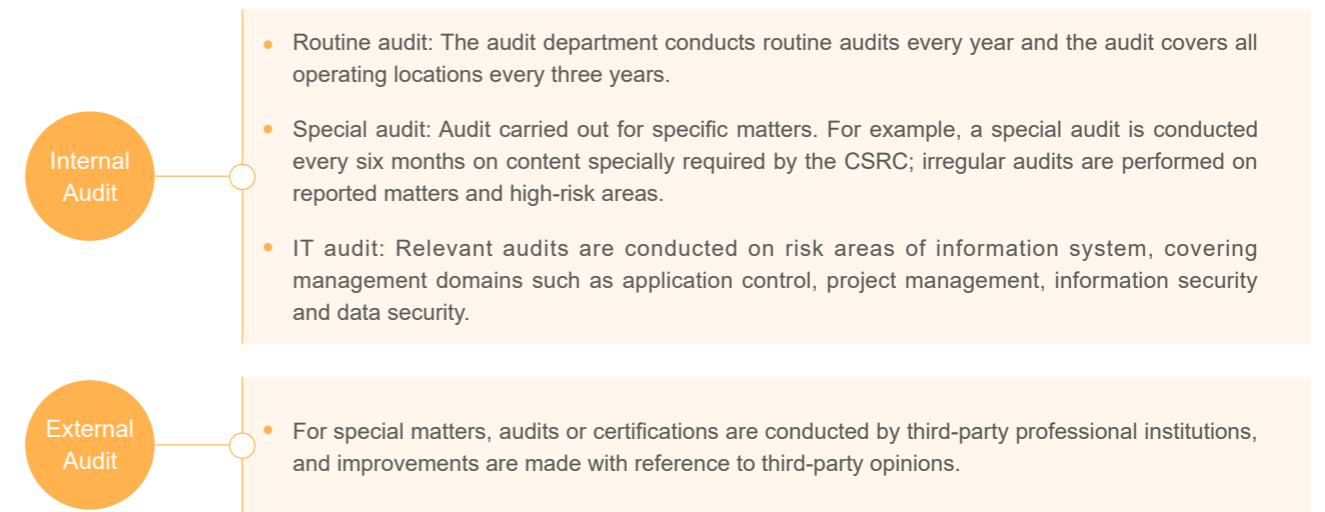 Internal
Audit
• Routine audit: The audit department conducts routine audits every year and the audit covers all
operating locations every three years.
• Special audit: Audit carried out for specific matters. For example, a special audit is conducted
every six months on content specially required by the CSRC; irregular audits are performed on
reported matters and high-risk areas.
• IT audit: Relevant audits are conducted on risk areas of information system, covering
management domains such as application control, project management, information security
and data security.
External
Audit
• For special matters, audits or certifications are conducted by third-party professional institutions,
and improvements are made with reference to third-party opinions.